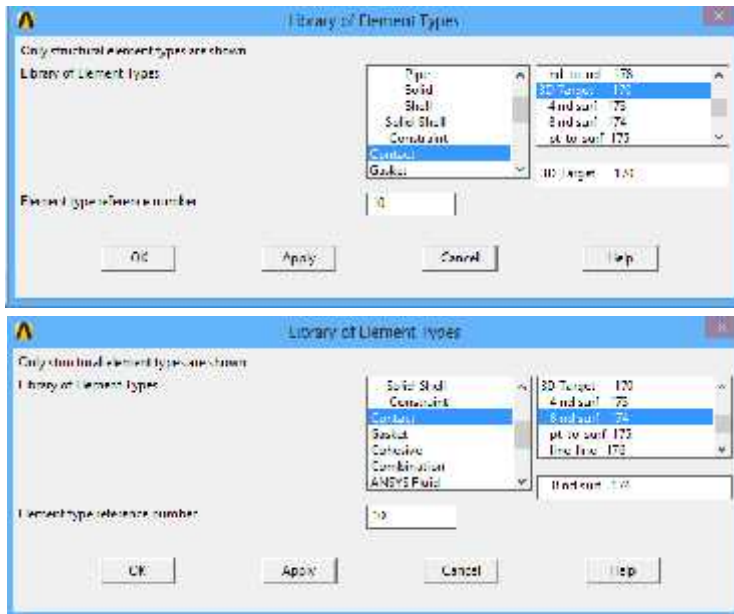 Library of Element Types
Only structural element types are shown
Library of Element Types
Pipe
Solid
Shell
Solid Shell
Constraint
Contact
Gasket
nd-to-nd 178
3D Target 170
4 nd surf 173
8 nd surf 174
pt-to-surf 175
3D Target 170
Element type reference number
OK Apply Cancel Help
Library of Element Types
Only structural element types are shown
Library of Element Types
Solid Shell
Constraint
Contact
Gasket
Cohesive
Combination
ANSYS Fluid
3D Target 170
4 nd surf 173
8 nd surf 174
pt-to-surf 175
line-line 176
8 nd surf 174
Element type reference number
OK Apply Cancel Help